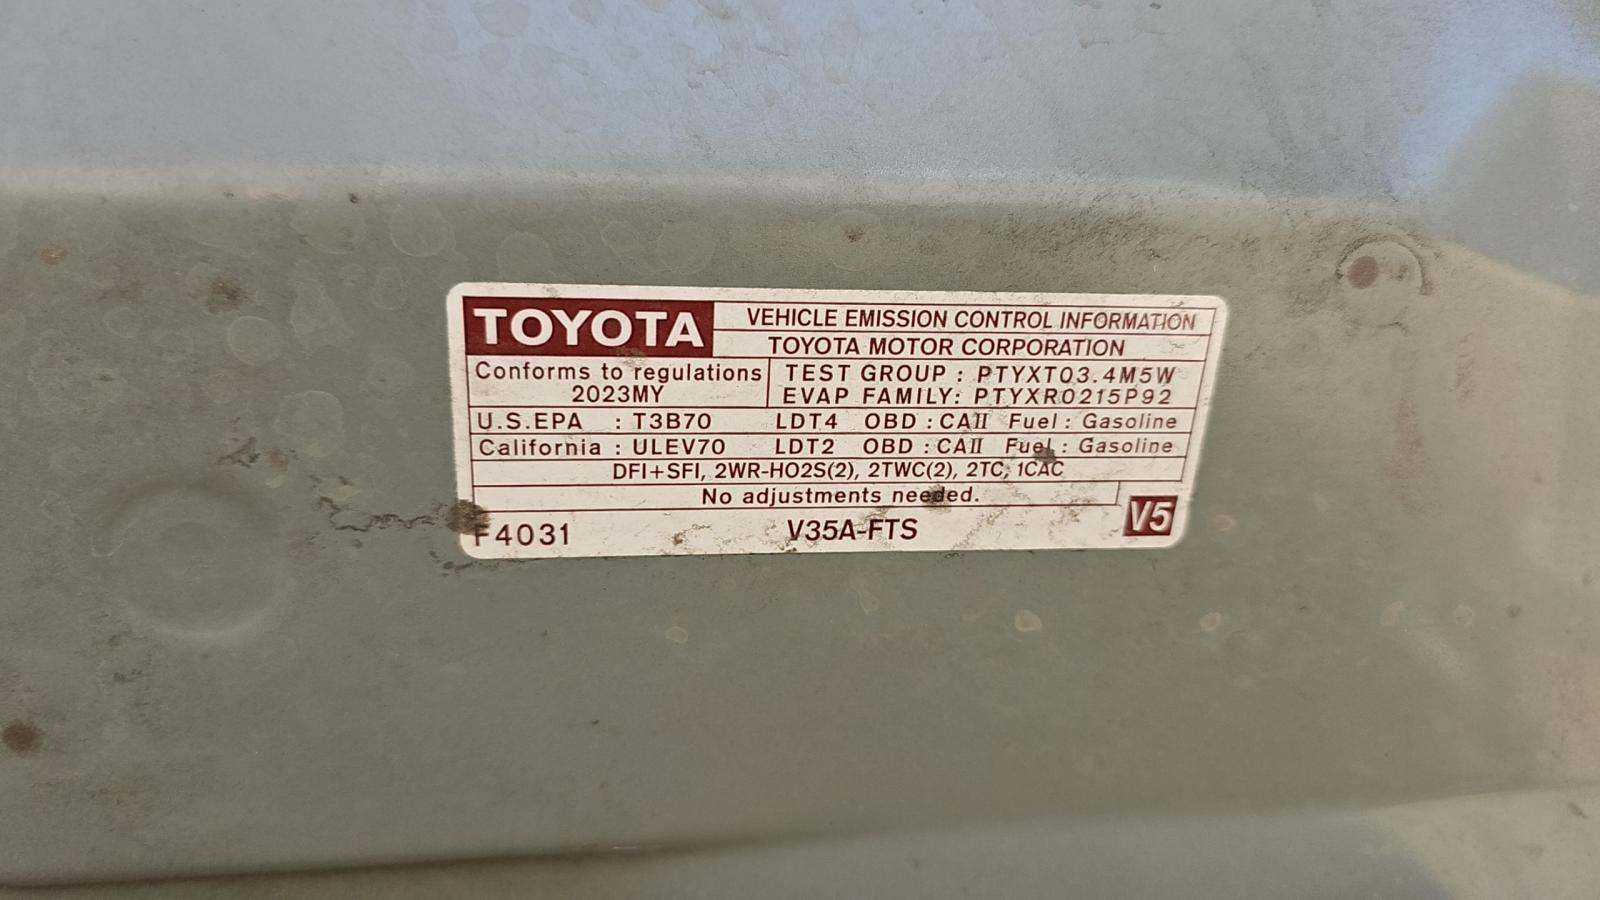 TOYOTA
VEHICLE EMISSION CONTROL INFORMATION
TOYOTA MOTOR CORPORATION
Conforms to regulations
2023MY
TEST GROUP : PTYXT03.4M5W
EVAP FAMILY: PTYXR0215P92
U.S.EPA : T3B70 LDT4 OBD : CAII Fuel : Gasoline
California : ULEV70 LDT2 OBD : CAII Fuel : Gasoline
DFI+SFI, 2WR-HO2S(2), 2TWC(2), 2TC, 1CAC
No adjustments needed.
F4031 V35A-FTS V5